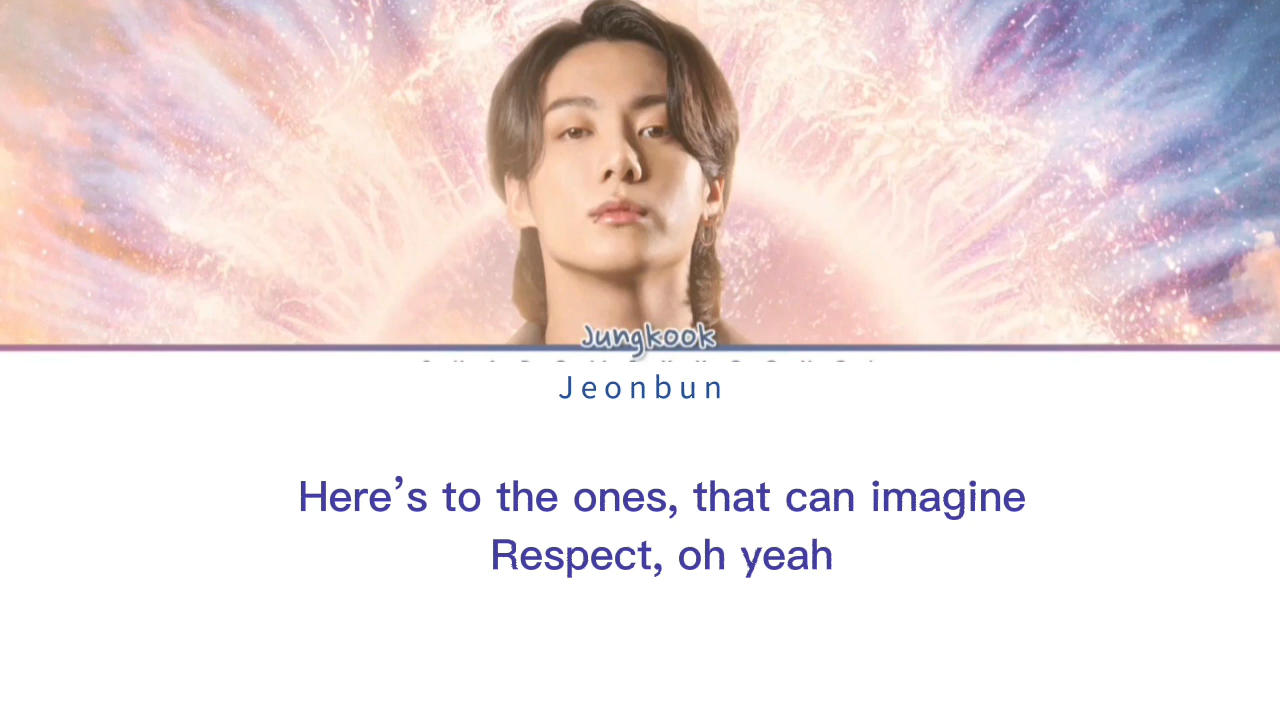 Jungkook
Jeonbun
Here’s to the ones, that can imagine
Respect, oh yeah